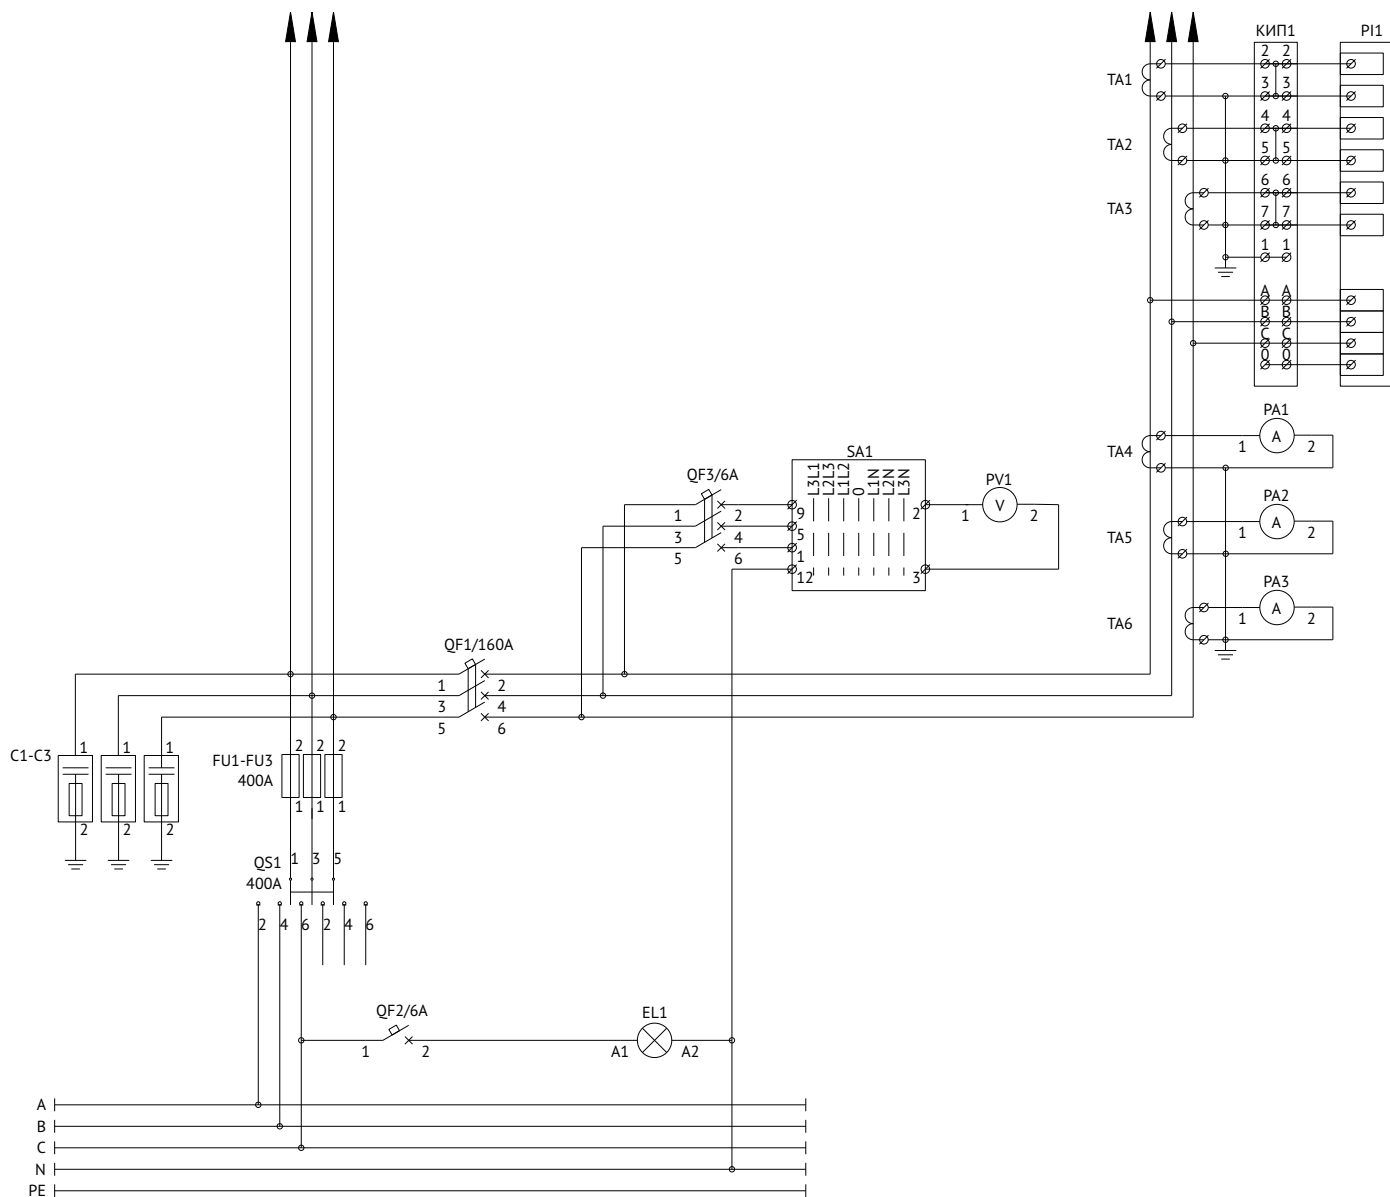 КИП1 PI1
2 2
TA1
3 3
4 4
TA2
5 5
6 6
TA3
7 7
1 1
A A
B B
C C
0 0
PA1
A
1 2
TA4
SA1
QF3/6A
L3L1 L2L3 L1L2 0 L1N L2N L3N
PV1
V
1 2
1 2
3 4
5 6
9 2
5
1
12 3
PA2
A
1 2
TA5
PA3
A
1 2
TA6
QF1/160A
1 2
3 4
5 6
C1-C3
1 1 1
2 2 2
FU1-FU3
400A
2 2 2
1 1 1
QS1
400A
1 3 5
2 4 6 2 4 6
QF2/6A
1 2
EL1
A1 A2
A
B
C
N
PE